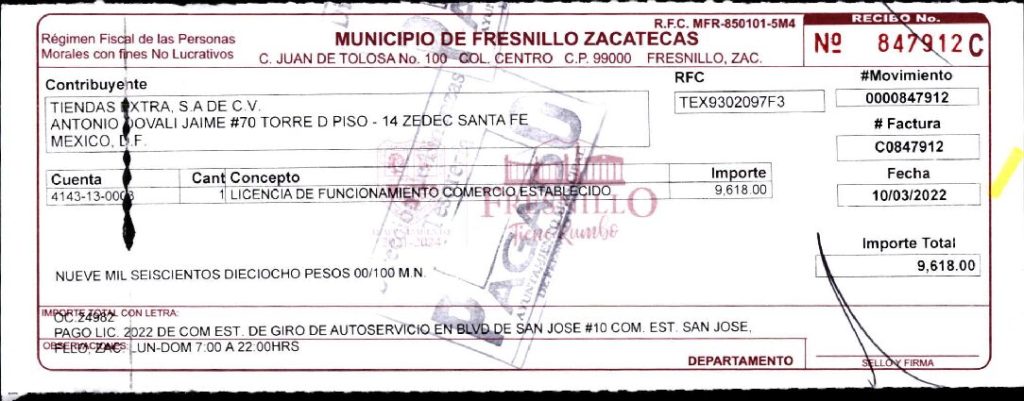 R.F.C. MFR-850101-5M4
RECIBO No.
Régimen Fiscal de las Personas
Morales con fines No Lucrativos
MUNICIPIO DE FRESNILLO ZACATECAS
C. JUAN DE TOLOSA No. 100 COL. CENTRO C.P. 99000 FRESNILLO, ZAC.
Nº 847912 C
Contribuyente
RFC
#Movimiento
TIENDAS EXTRA, S.A DE C.V.
TEX9302097F3
0000847912
ANTONIO DOVALI JAIME #70 TORRE D PISO - 14 ZEDEC SANTA FE
MEXICO, D.F.
# Factura
C0847912
Cuenta Cant Concepto Importe
Fecha
4143-13-0003 1 LICENCIA DE FUNCIONAMIENTO COMERCIO ESTABLECIDO 9,618.00
10/03/2022
FRESNILLO
Tiene Rumbo
PAGADO
AYUNTAMIENTO
Importe Total
9,618.00
NUEVE MIL SEISCIENTOS DIECIOCHO PESOS 00/100 M.N.
IMPORTE TOTAL CON LETRA:
OC.24982
PAGO LIC. 2022 DE COM EST. DE GIRO DE AUTOSERVICIO EN BLVD DE SAN JOSE #10 COM. EST. SAN JOSE,
OBSERVACIONES:
FLLO, ZAC. LUN-DOM 7:00 A 22:00HRS
DEPARTAMENTO
SELLO Y FIRMA